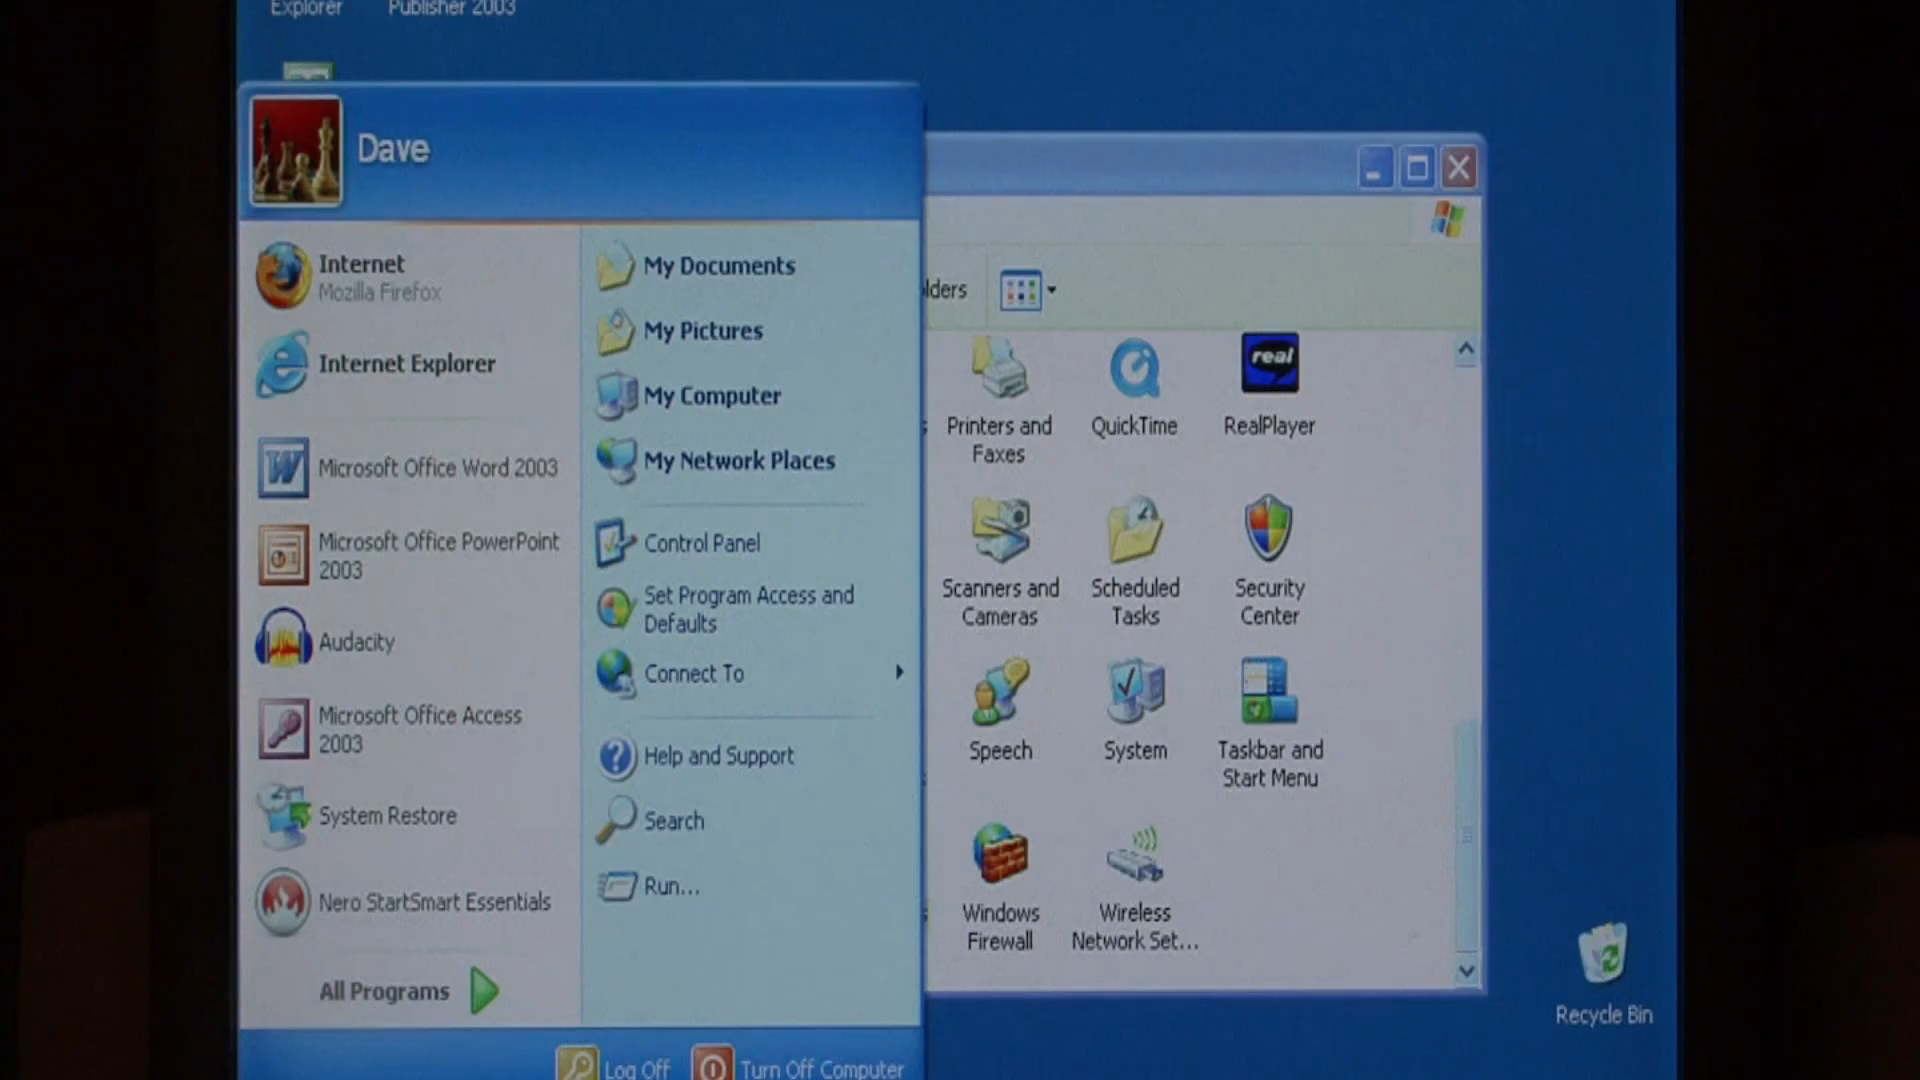 Explorer
Publisher 2003
Dave
Internet
Mozilla Firefox
Internet Explorer
Microsoft Office Word 2003
Microsoft Office PowerPoint
2003
Audacity
Microsoft Office Access
2003
System Restore
Nero StartSmart Essentials
All Programs
My Documents
My Pictures
My Computer
My Network Places
Control Panel
Set Program Access and
Defaults
Connect To
Help and Support
Search
Run...
Log Off
Turn Off Computer
lders
real
Printers and
Faxes
QuickTime
RealPlayer
Scanners and
Cameras
Scheduled
Tasks
Security
Center
Speech
System
Taskbar and
Start Menu
Windows
Firewall
Wireless
Network Set...
Recycle Bin